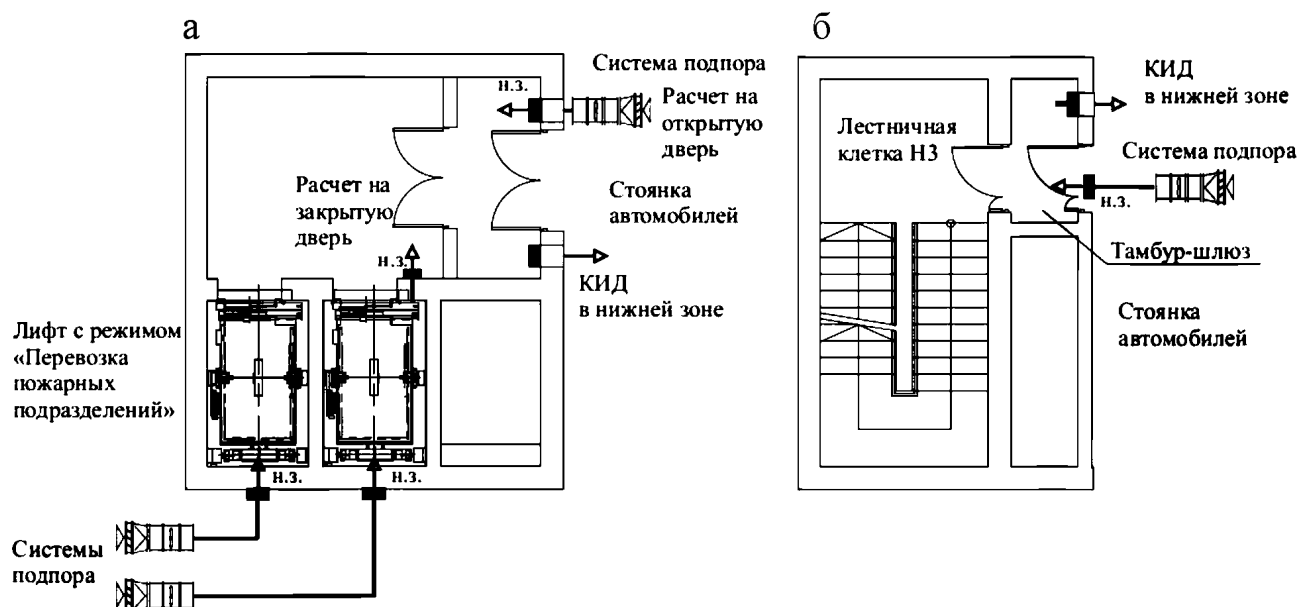 а
н.з.
Система подпора
Расчет на
открытую
дверь
Расчет на
закрытую
дверь
Стоянка
автомобилей
н.з.
КИД
в нижней зоне
Лифт с режимом
«Перевозка
пожарных
подразделений»
н.з.
н.з.
Системы
подпора
б
КИД
в нижней зоне
Лестничная
клетка Н3
Система подпора
н.з.
Тамбур-шлюз
Стоянка
автомобилей